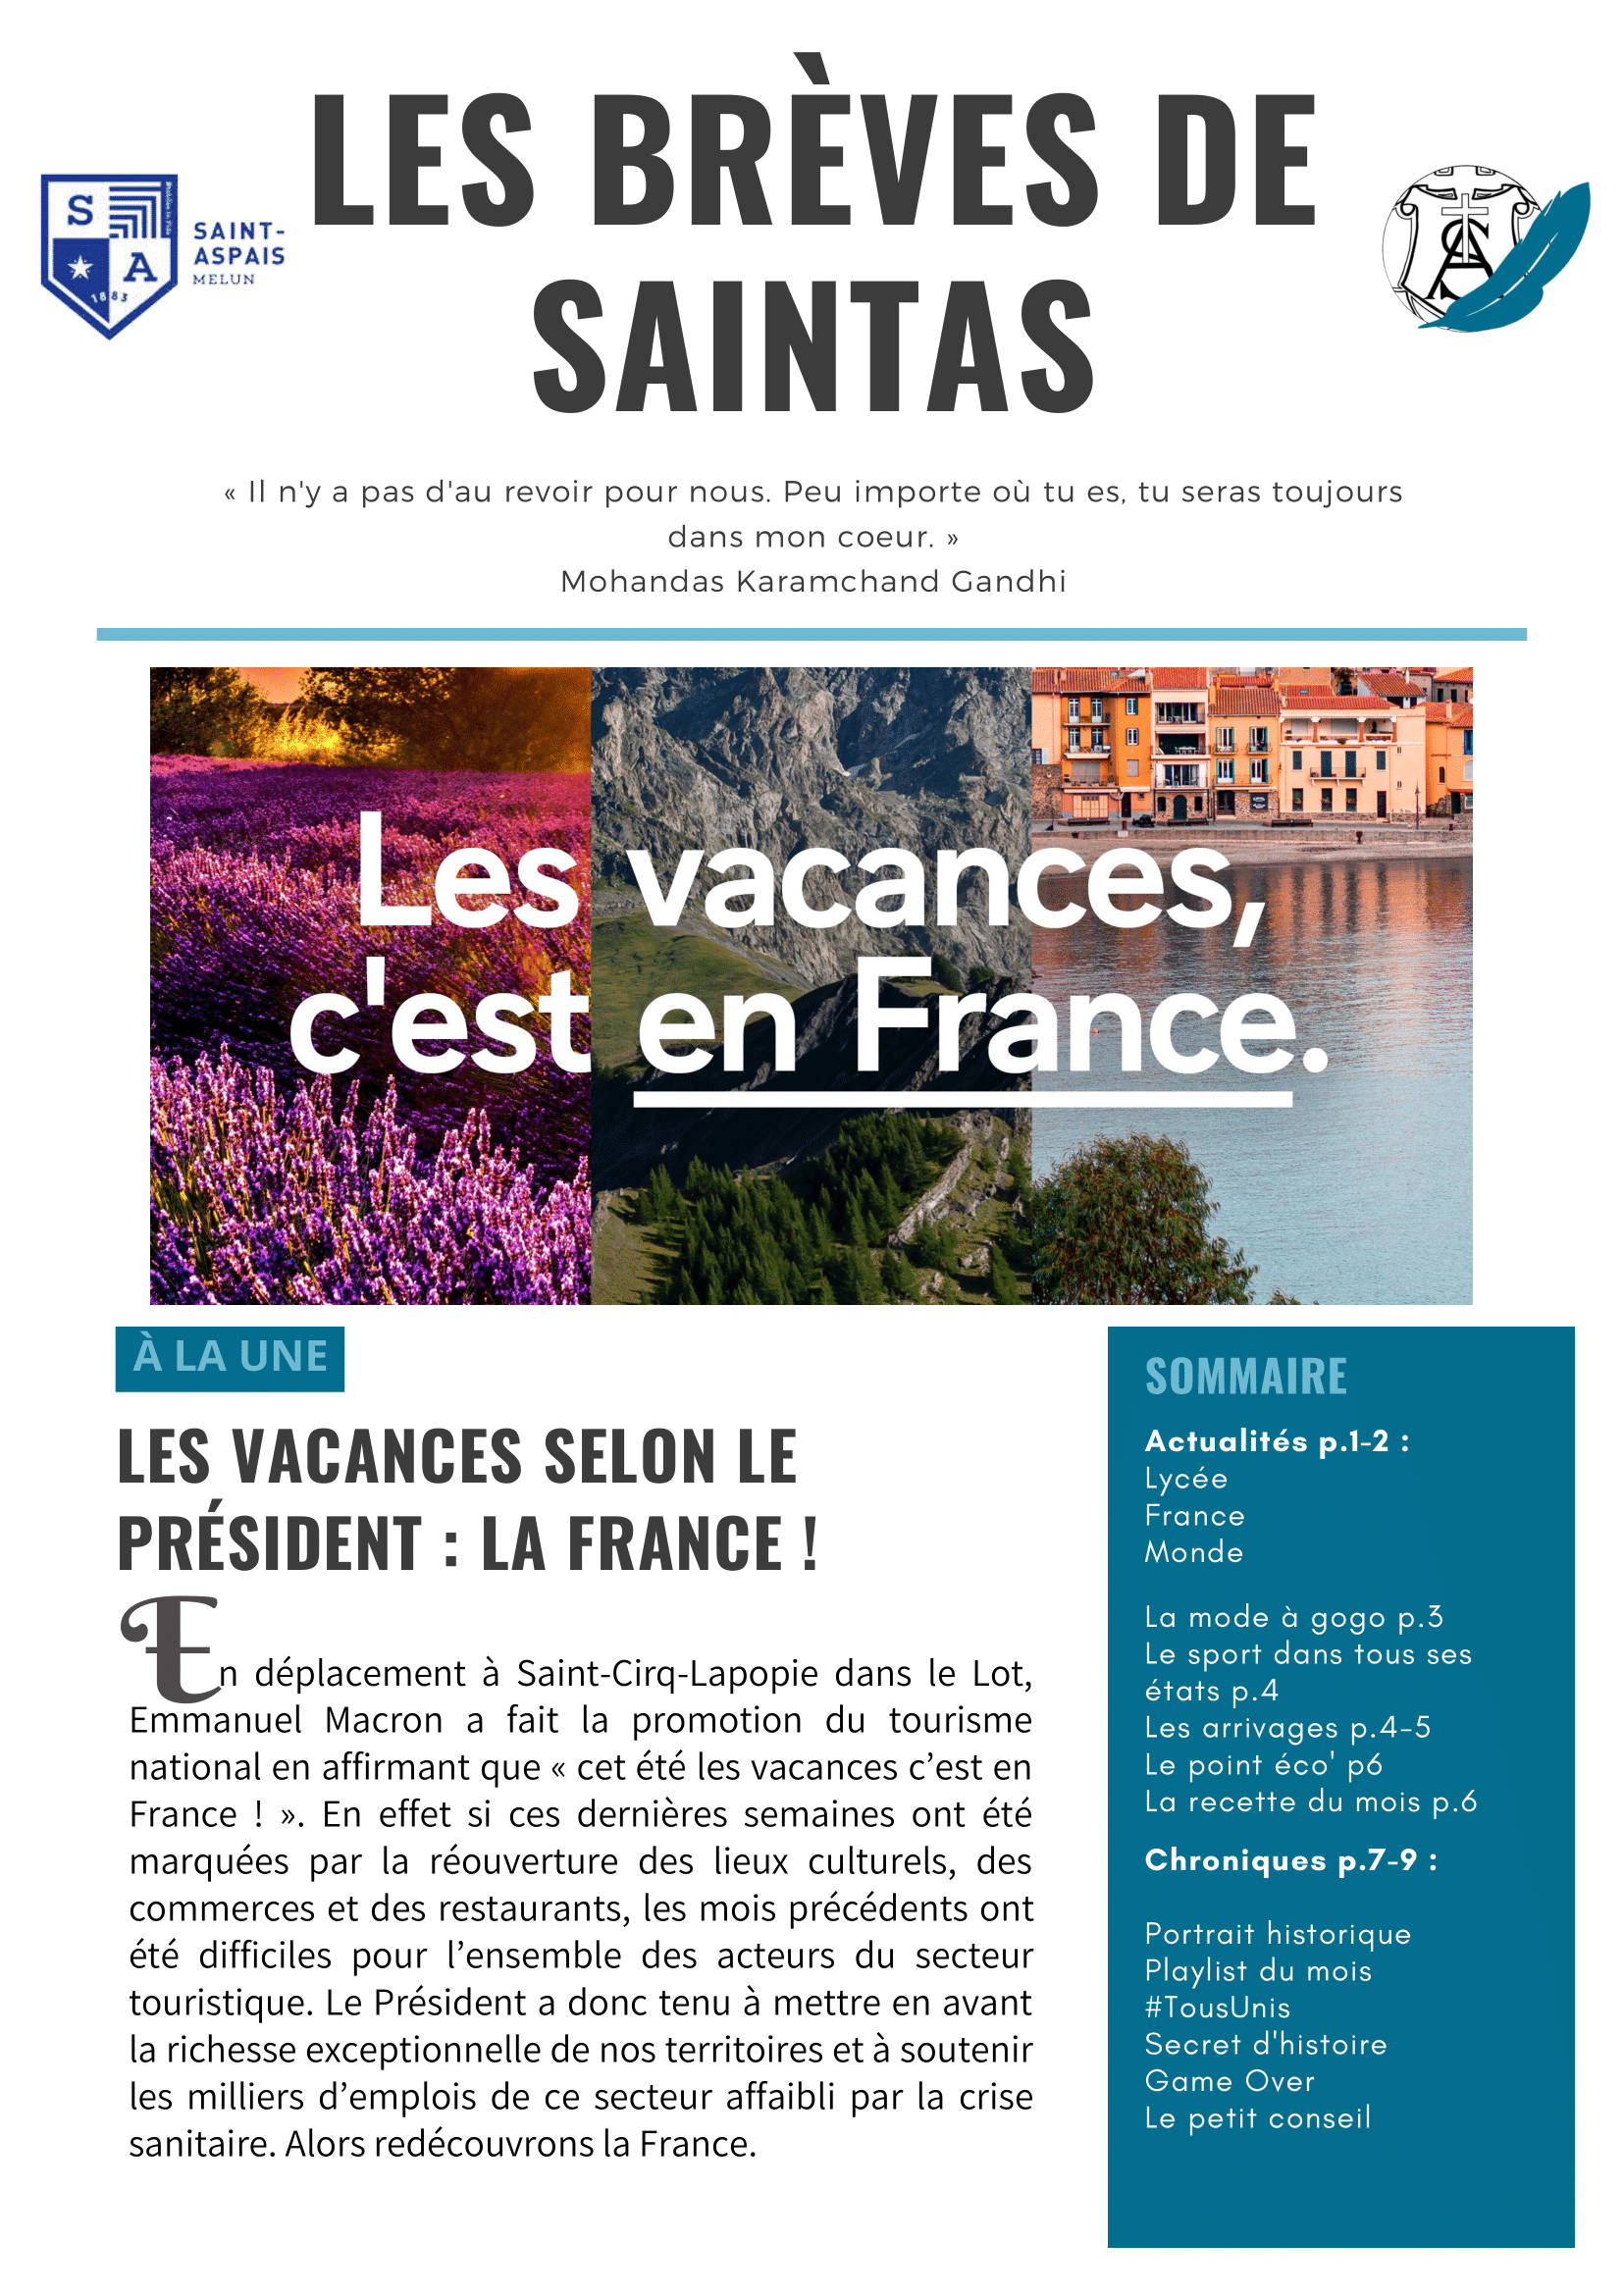 LES BRÈVES DE
SAINTAS
S
A
1883
SAINT-
ASPAIS
MELUN
SA
« Il n'y a pas d'au revoir pour nous. Peu importe où tu es, tu seras toujours
dans mon coeur. »
Mohandas Karamchand Gandhi
Les vacances,
c'est en France.
À LA UNE
LES VACANCES SELON LE
PRÉSIDENT : LA FRANCE !
En déplacement à Saint-Cirq-Lapopie dans le Lot,
Emmanuel Macron a fait la promotion du tourisme
national en affirmant que « cet été les vacances c’est en
France ! ». En effet si ces dernières semaines ont été
marquées par la réouverture des lieux culturels, des
commerces et des restaurants, les mois précédents ont
été difficiles pour l’ensemble des acteurs du secteur
touristique. Le Président a donc tenu à mettre en avant
la richesse exceptionnelle de nos territoires et à soutenir
les milliers d’emplois de ce secteur affaibli par la crise
sanitaire. Alors redécouvrons la France.
SOMMAIRE
Actualités p.1-2 :
Lycée
France
Monde
La mode à gogo p.3
Le sport dans tous ses
états p.4
Les arrivages p.4-5
Le point éco' p6
La recette du mois p.6
Chroniques p.7-9 :
Portrait historique
Playlist du mois
#TousUnis
Secret d'histoire
Game Over
Le petit conseil